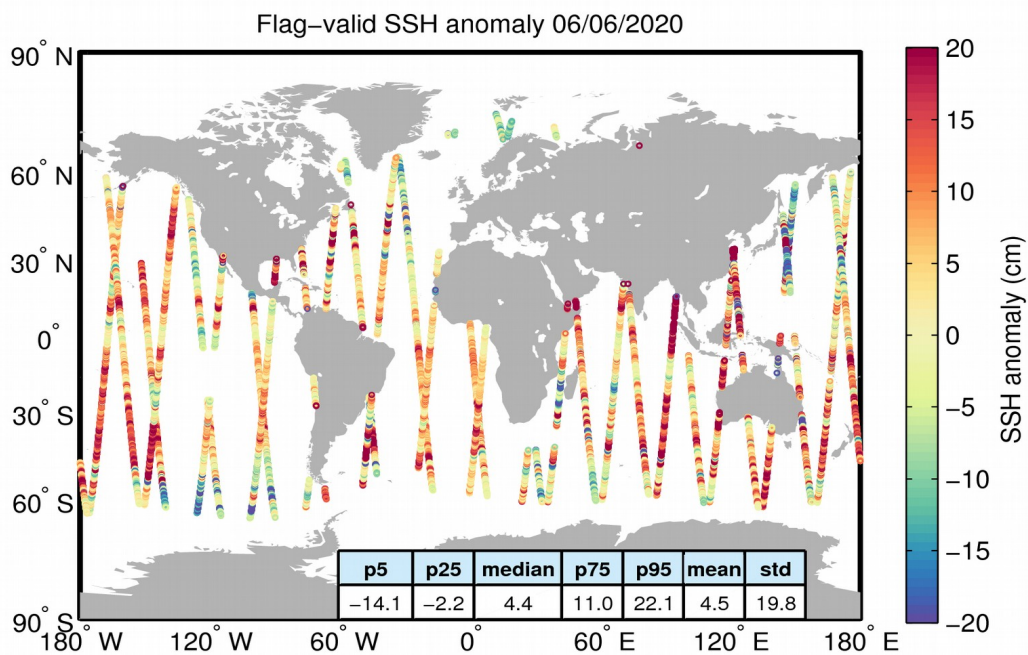 Flag−valid SSH anomaly 06/06/2020
90° N
60° N
30° N
0°
30° S
60° S
90° S
180° W 120° W 60° W 0° 60° E 120° E 180° E
p5 p25 median p75 p95 mean std
−14.1 −2.2 4.4 11.0 22.1 4.5 19.8
20
15
10
5
0
−5
−10
−15
−20
SSH anomaly (cm)